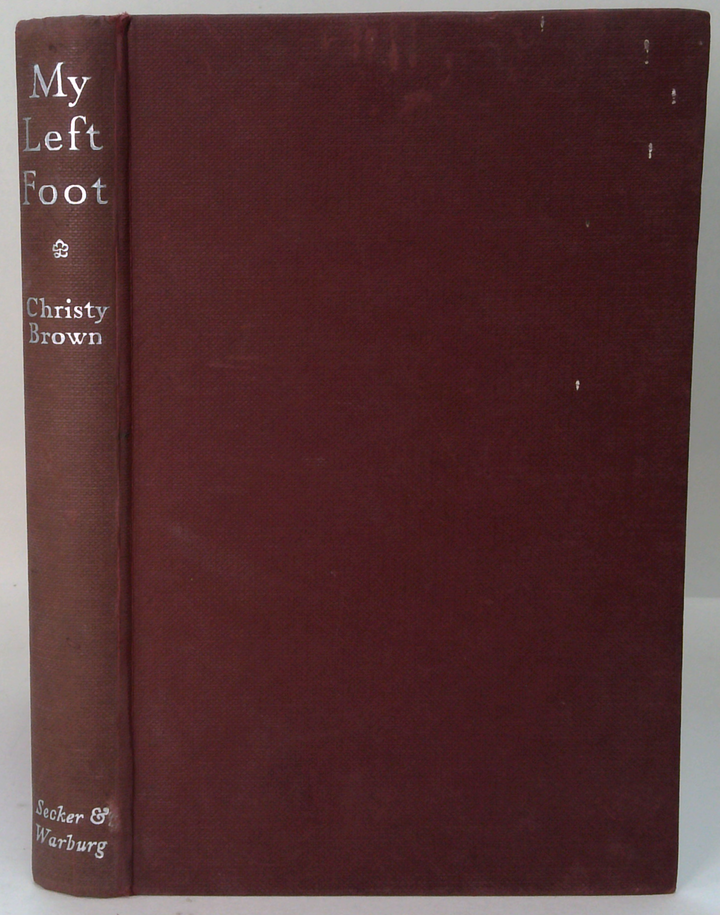 My
Left
Foot
Christy
Brown
Secker &
Warburg